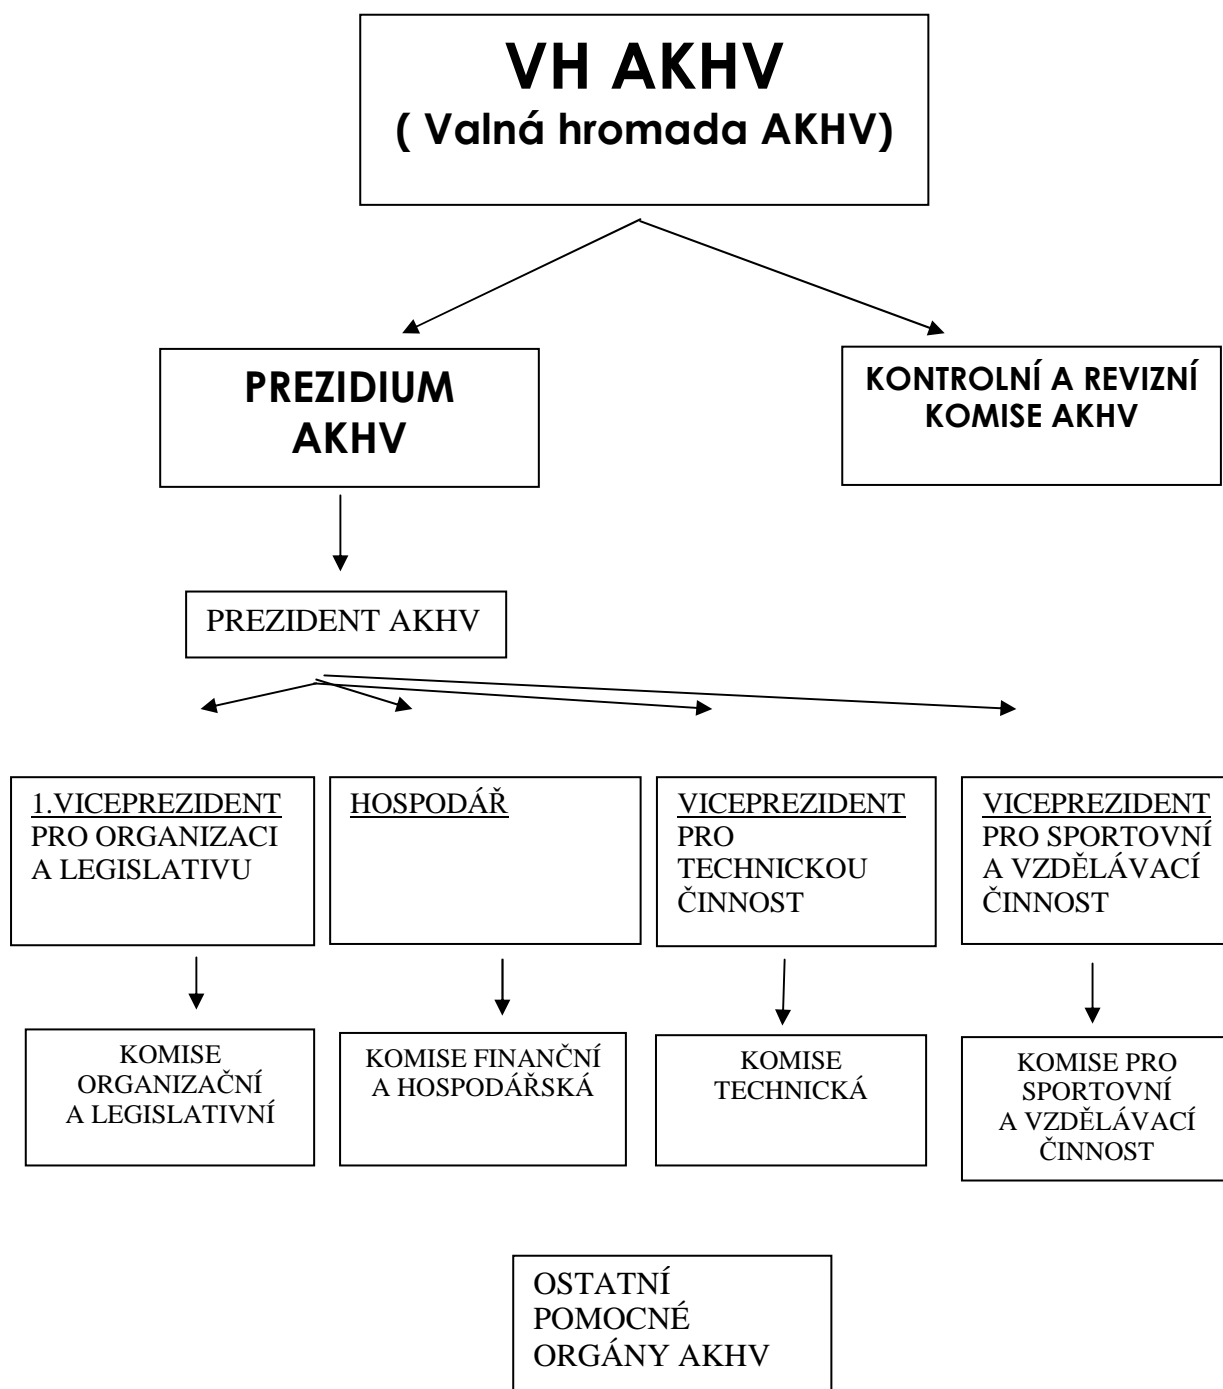 VH AKHV
( Valná hromada AKHV)
PREZIDIUM
AKHV
KONTROLNÍ A REVIZNÍ
KOMISE AKHV
PREZIDENT AKHV
1.VICEPREZIDENT
PRO ORGANIZACI
A LEGISLATIVU
HOSPODÁŘ
VICEPREZIDENT
PRO
TECHNICKOU
ČINNOST
VICEPREZIDENT
PRO SPORTOVNÍ
A VZDĚLÁVACÍ
ČINNOST
KOMISE
ORGANIZAČNÍ
A LEGISLATIVNÍ
KOMISE FINANČNÍ
A HOSPODÁŘSKÁ
KOMISE
TECHNICKÁ
KOMISE PRO
SPORTOVNÍ
A VZDĚLÁVACÍ
ČINNOST
OSTATNÍ
POMOCNÉ
ORGÁNY AKHV